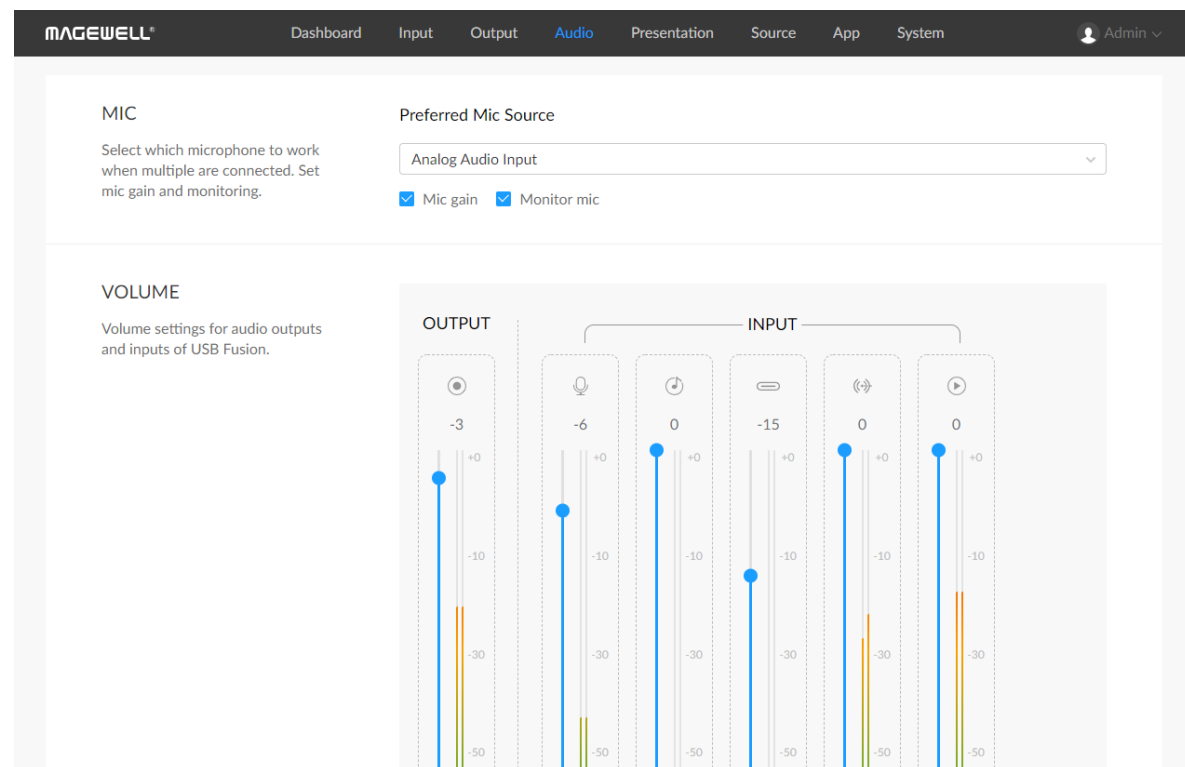 MAGEWELL®
Dashboard Input Output Audio Presentation Source App System Admin
MIC
Select which microphone to work
when multiple are connected. Set
mic gain and monitoring.
Preferred Mic Source
Analog Audio Input
Mic gain Monitor mic
VOLUME
Volume settings for audio outputs
and inputs of USB Fusion.
OUTPUT INPUT
-3 -6 0 -15 0 0
+0 +0 +0 +0 +0 +0
-10 -10 -10 -10 -10 -10
-30 -30 -30 -30 -30 -30
-50 -50 -50 -50 -50 -50